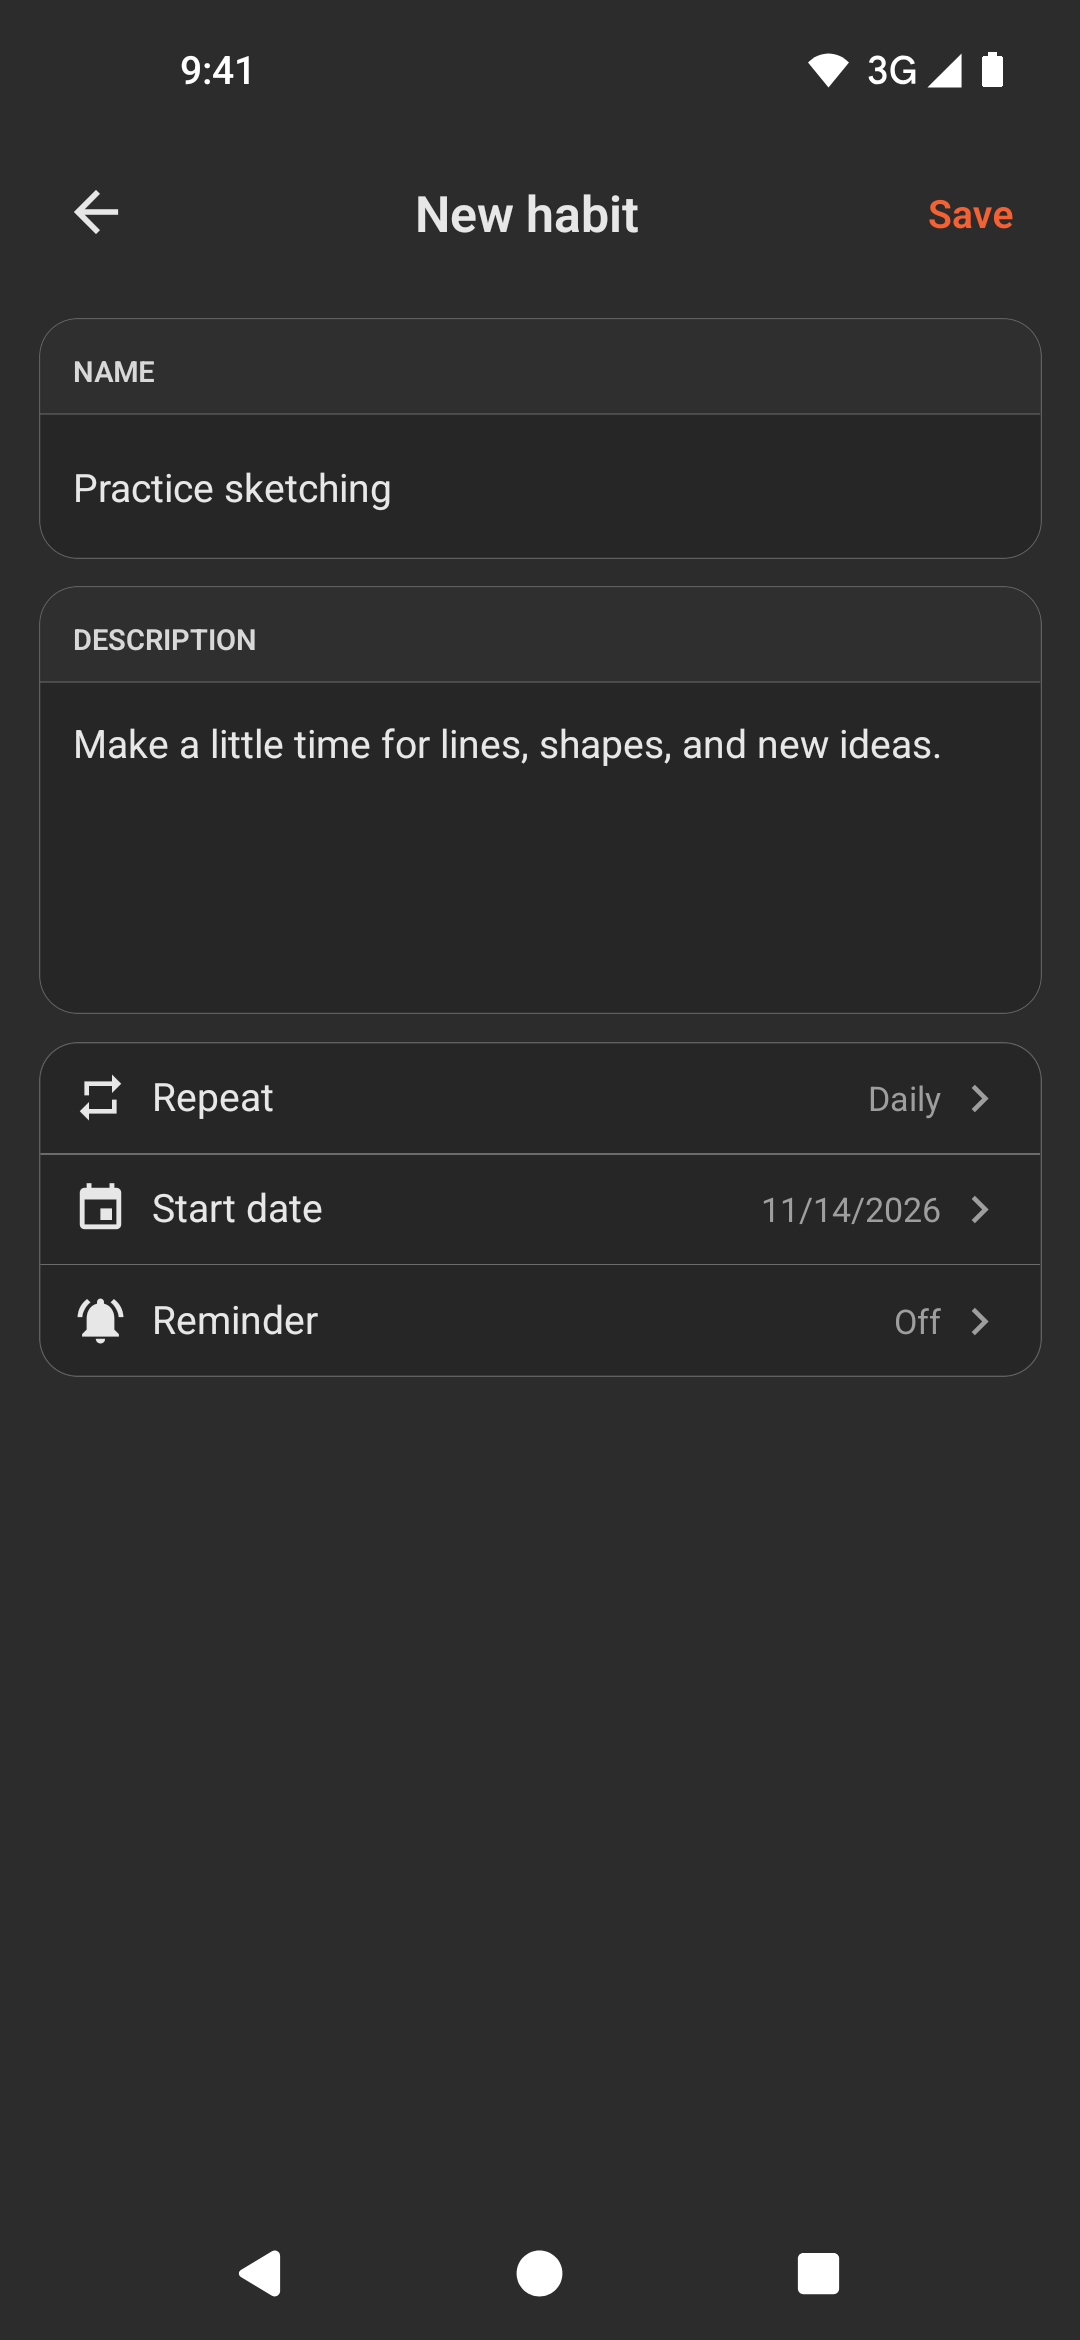 9:41
3G
New habit
Save
NAME
Practice sketching
DESCRIPTION
Make a little time for lines, shapes, and new ideas.
Repeat
Daily
Start date
11/14/2026
Reminder
Off